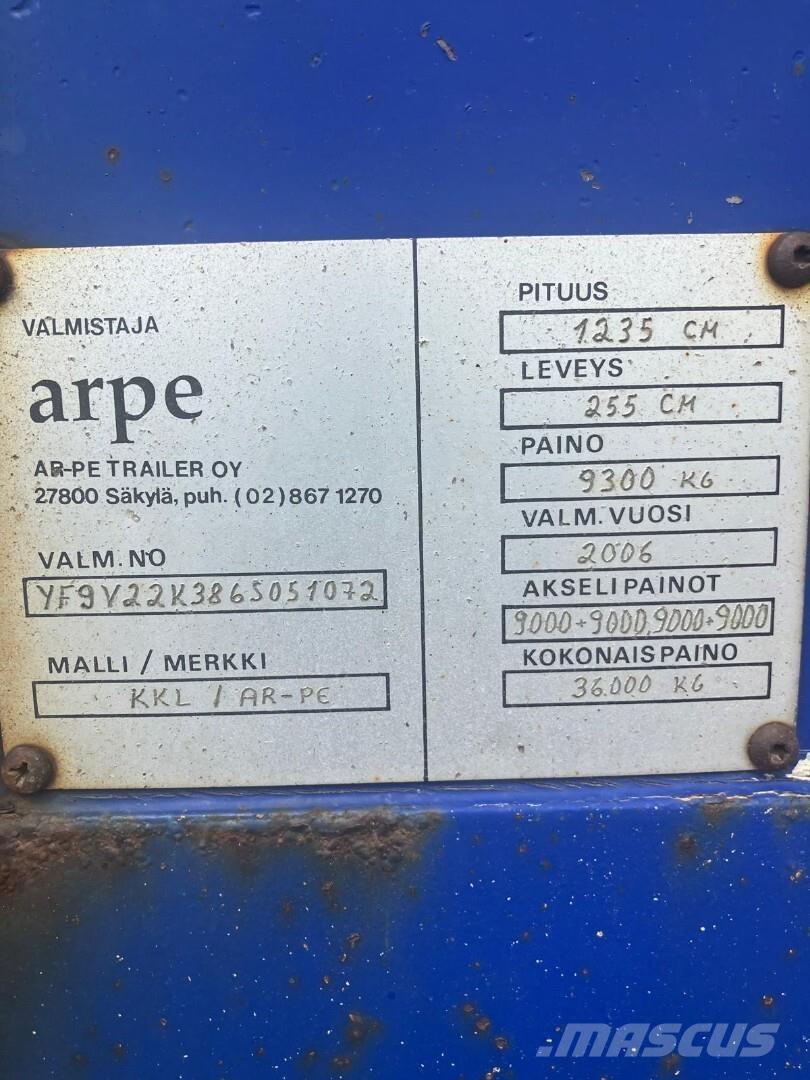 VALMISTAJA
arpe
AR-PE TRAILER OY
27800 Säkylä, puh. (02) 867 1270
VALM. NO
YF9V22K386S051072
MALLI / MERKKI
KKL / AR-PE
PITUUS
1235 CM
LEVEYS
255 CM
PAINO
9300 KG
VALM. VUOSI
2006
AKSELIPAINOT
9000+9000,9000+9000
KOKONAISPAINO
36.000 KG
MASCUS